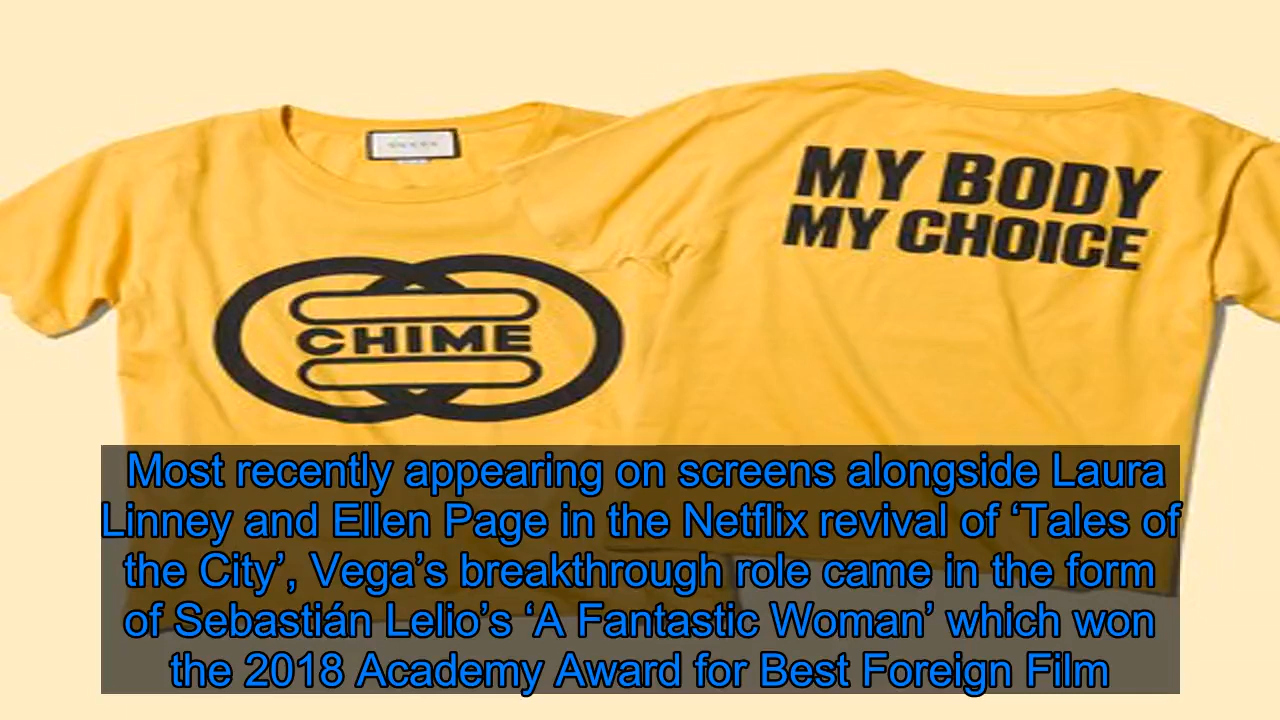 CHIME
MY BODY
MY CHOICE
Most recently appearing on screens alongside Laura
Linney and Ellen Page in the Netflix revival of ‘Tales of
the City’, Vega’s breakthrough role came in the form
of Sebastián Lelio’s ‘A Fantastic Woman’ which won
the 2018 Academy Award for Best Foreign Film